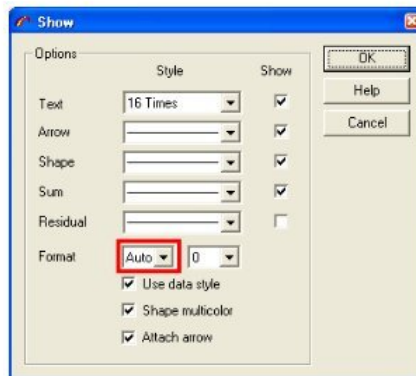 Show
Options
Style Show
OK
Text 16 Times
Help
Arrow
Cancel
Shape
Sum
Residual
Format Auto 0
Use data style
Shape multicolor
Attach arrow